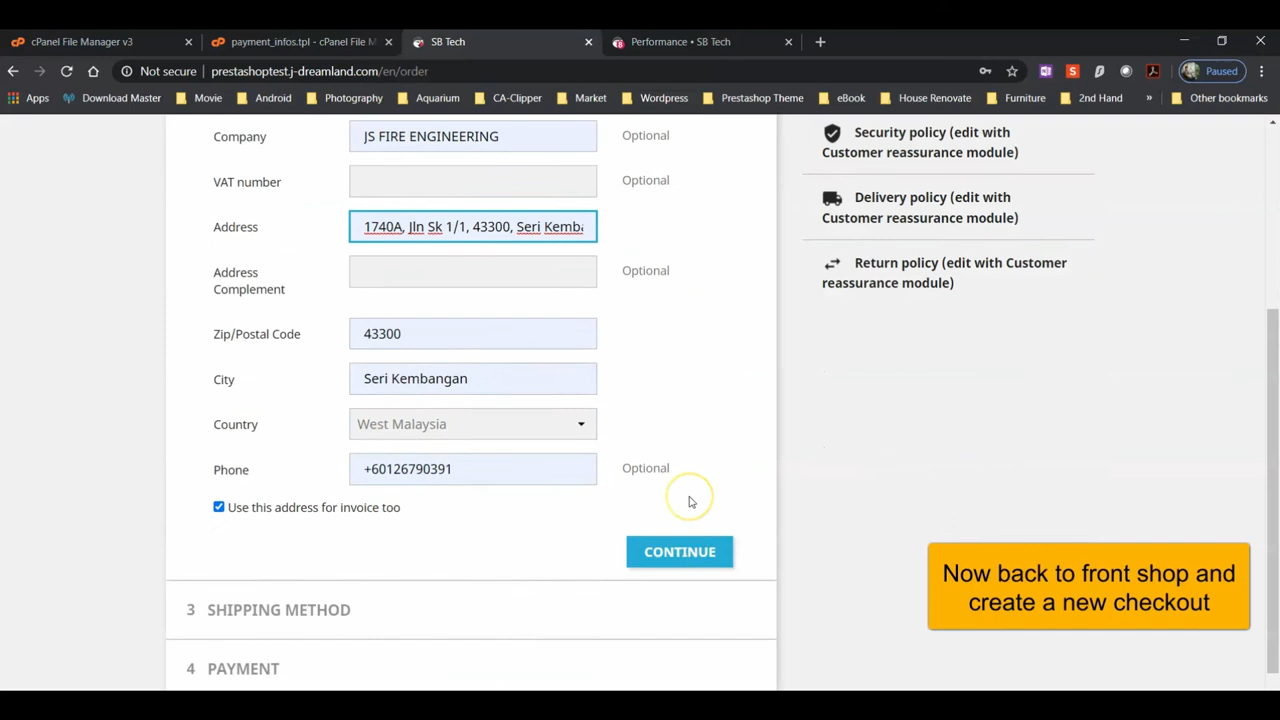 cPanel File Manager v3
payment_infos.tpl - cPanel File M
SB Tech
Performance • SB Tech
Not secure
prestashoptest.j-dreamland.com/en/order
Paused
Apps
Download Master
Movie
Android
Photography
Aquarium
CA-Clipper
Market
Wordpress
Prestashop Theme
eBook
House Renovate
Furniture
2nd Hand
»
Other bookmarks
Company
JS FIRE ENGINEERING
Optional
VAT number
Optional
Address
1740A, Jln Sk 1/1, 43300, Seri Kemba
Address
Complement
Optional
Zip/Postal Code
43300
City
Seri Kembangan
Country
West Malaysia
Phone
+60126790391
Optional
Use this address for invoice too
CONTINUE
3 SHIPPING METHOD
4 PAYMENT
Security policy (edit with
Customer reassurance module)
Delivery policy (edit with
Customer reassurance module)
Return policy (edit with Customer
reassurance module)
Now back to front shop and
create a new checkout